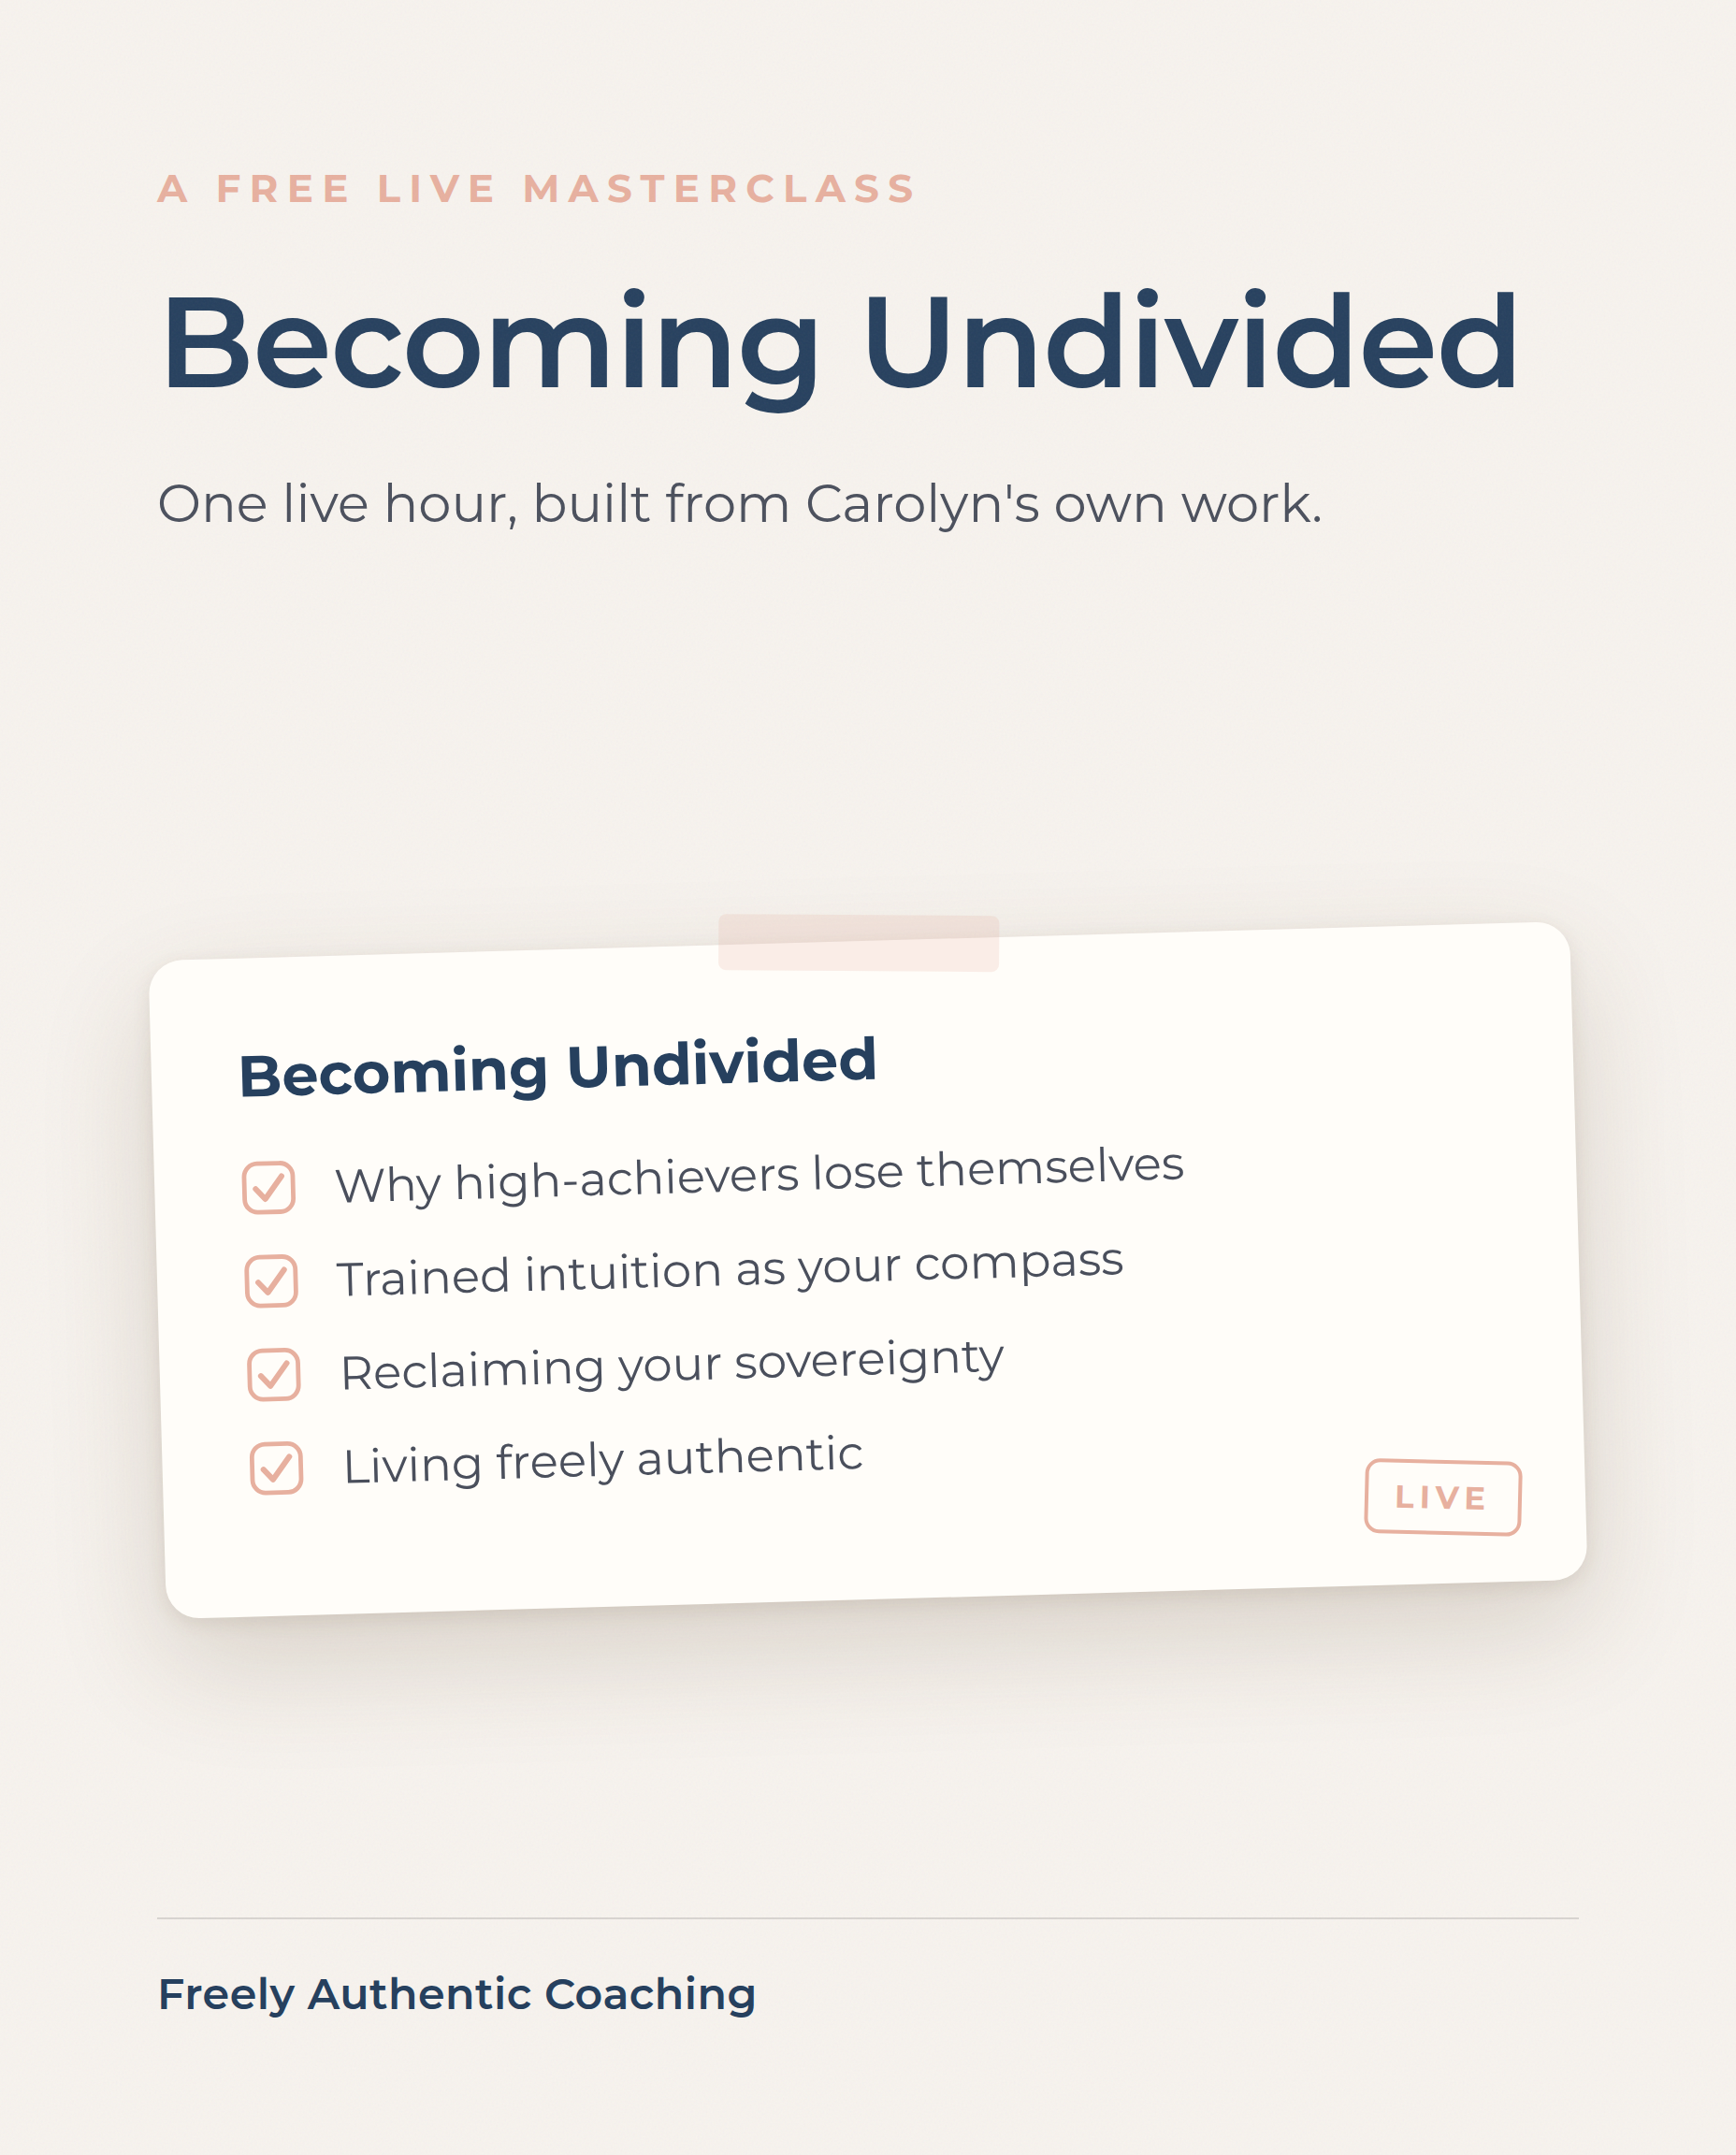 A FREE LIVE MASTERCLASS
Becoming Undivided
One live hour, built from Carolyn's own work.
Becoming Undivided
Why high-achievers lose themselves
Trained intuition as your compass
Reclaiming your sovereignty
Living freely authentic
LIVE
Freely Authentic Coaching